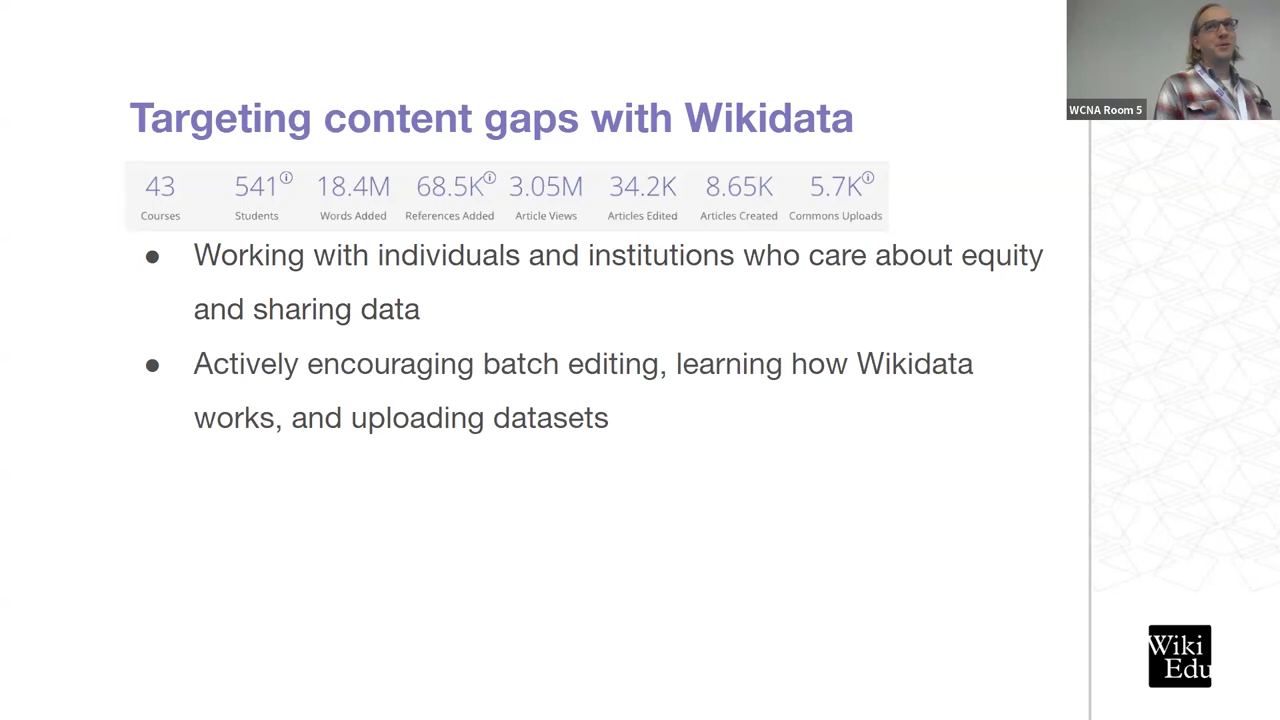 WCNA Room 5
Targeting content gaps with Wikidata
43 541ⓘ 18.4M 68.5Kⓘ 3.05M 34.2K 8.65K 5.7Kⓘ
Courses Students Words Added References Added Article Views Articles Edited Articles Created Commons Uploads
● Working with individuals and institutions who care about equity
and sharing data
● Actively encouraging batch editing, learning how Wikidata
works, and uploading datasets
Wiki
Edu